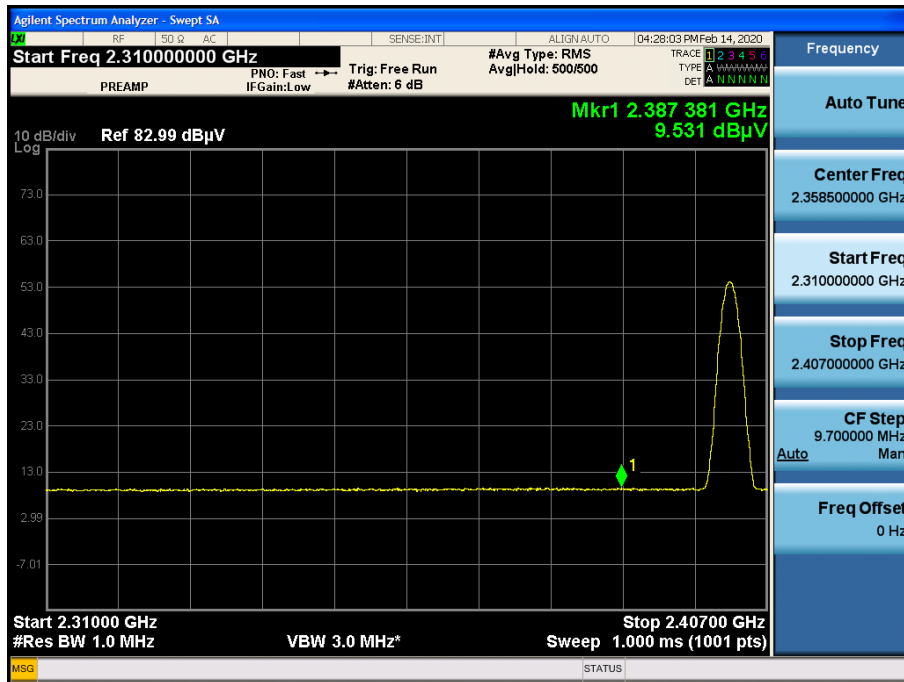 Agilent Spectrum Analyzer - Swept SA
LXI RF 50 Ω AC SENSE:INT ALIGN AUTO 04:28:03 PM Feb 14, 2020
Start Freq 2.310000000 GHz
PREAMP
PNO: Fast
IFGain:Low
Trig: Free Run
#Atten: 6 dB
#Avg Type: RMS
Avg|Hold: 500/500
TRACE 1 2 3 4 5 6
TYPE A WWWWW
DET A N N N N N
Mkr1 2.387 381 GHz
9.531 dBµV
10 dB/div Ref 82.99 dBµV
Log
73.0
63.0
53.0
43.0
33.0
23.0
13.0
2.99
-7.01
1
Start 2.31000 GHz Stop 2.40700 GHz
#Res BW 1.0 MHz VBW 3.0 MHz* Sweep 1.000 ms (1001 pts)
MSG STATUS
Frequency
Auto Tune
Center Freq
2.358500000 GHz
Start Freq
2.310000000 GHz
Stop Freq
2.407000000 GHz
CF Step
9.700000 MHz
Auto Man
Freq Offset
0 Hz